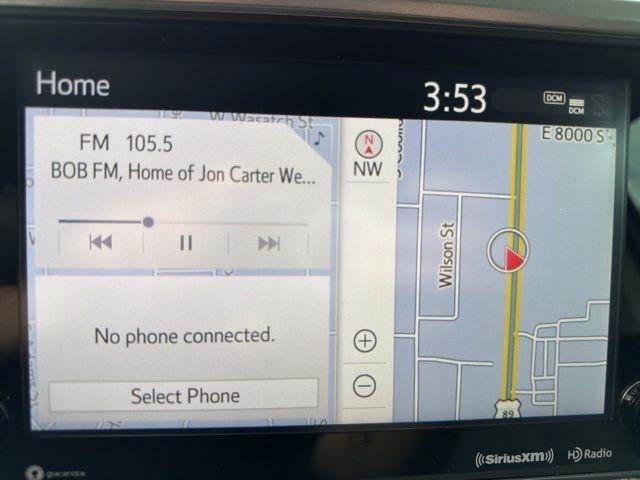 Home
3:53
DCM
DCM
W Wasatch St
FM 105.5
BOB FM, Home of Jon Carter We...
N
NW
E 8000 S
Wilson St
No phone connected.
Select Phone
89
gracenote
((SiriusXM))
HD Radio